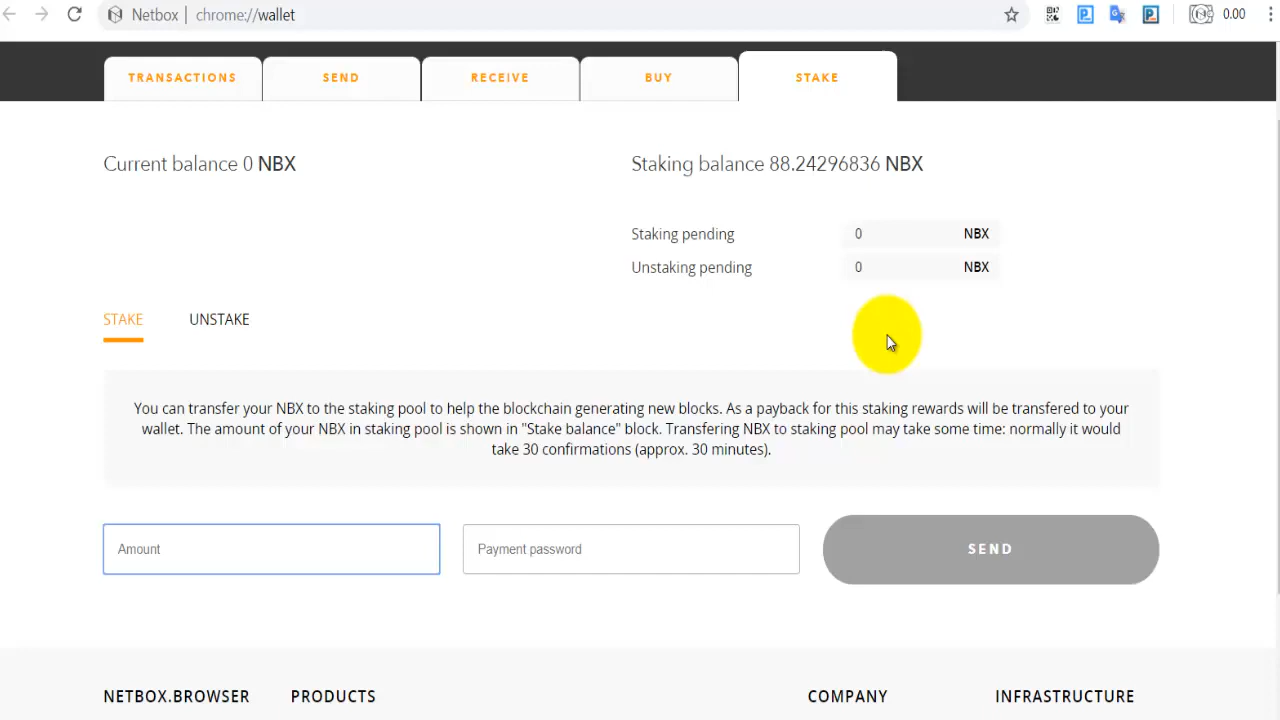 Netbox | chrome://wallet
0.00
TRANSACTIONS
SEND
RECEIVE
BUY
STAKE
Current balance 0 NBX
Staking balance 88.24296836 NBX
Staking pending 0 NBX
Unstaking pending 0 NBX
STAKE
UNSTAKE
You can transfer your NBX to the staking pool to help the blockchain generating new blocks. As a payback for this staking rewards will be transfered to your
wallet. The amount of your NBX in staking pool is shown in "Stake balance" block. Transfering NBX to staking pool may take some time: normally it would
take 30 confirmations (approx. 30 minutes).
Amount
Payment password
SEND
NETBOX.BROWSER
PRODUCTS
COMPANY
INFRASTRUCTURE